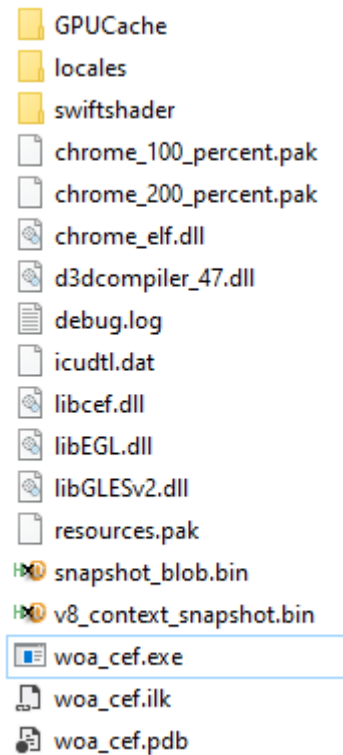 GPUCache
locales
swiftshader
chrome_100_percent.pak
chrome_200_percent.pak
chrome_elf.dll
d3dcompiler_47.dll
debug.log
icudtl.dat
libcef.dll
libEGL.dll
libGLESv2.dll
resources.pak
snapshot_blob.bin
v8_context_snapshot.bin
woa_cef.exe
woa_cef.ilk
woa_cef.pdb